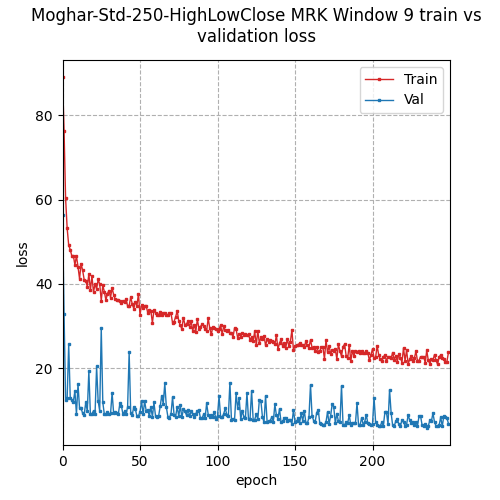 Moghar-Std-250-HighLowClose MRK Window 9 train vs
validation loss
Train
Val
80
60
40
20
loss
0
50
100
150
200
epoch